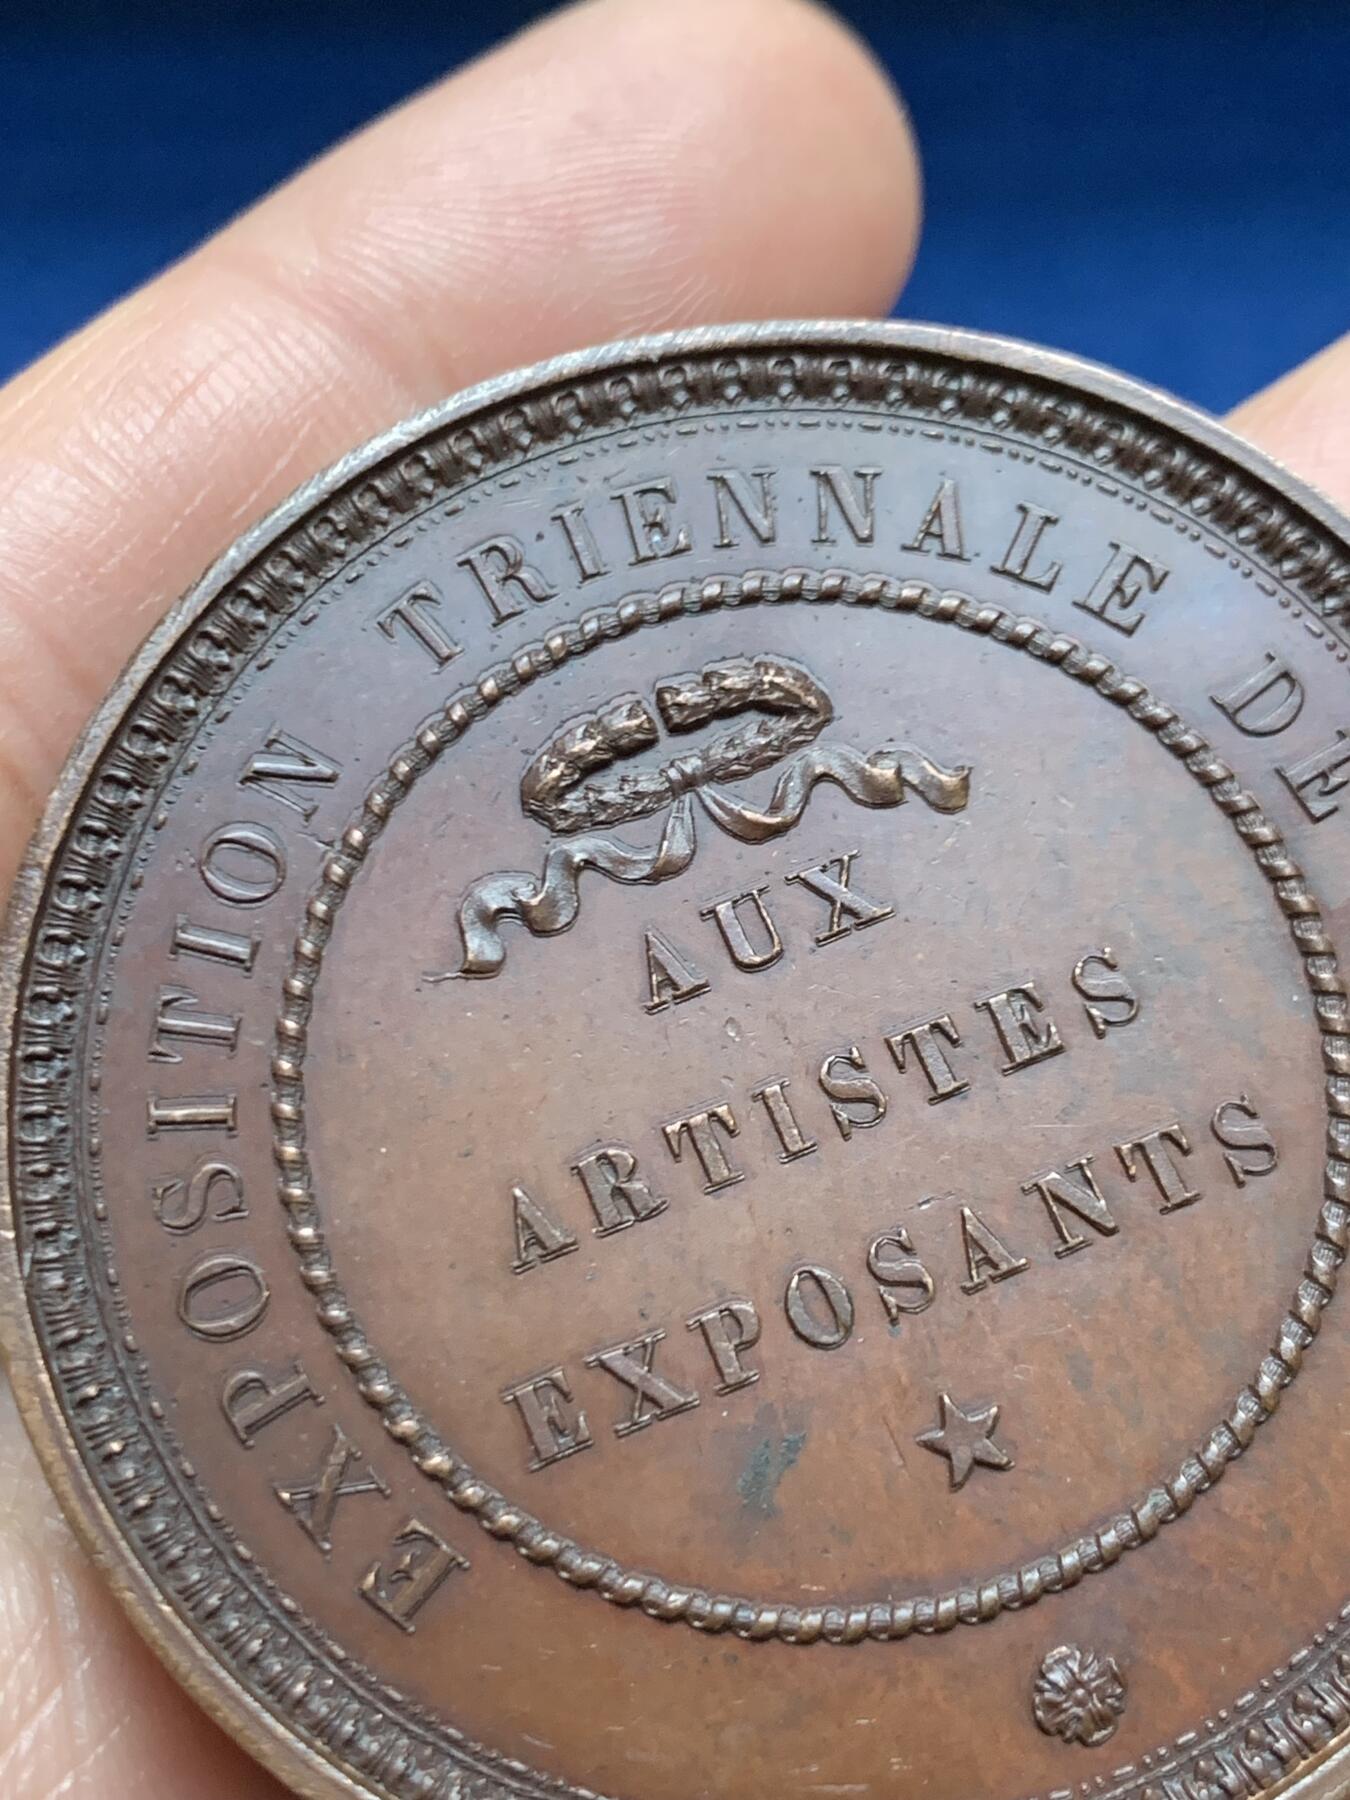 EXPOSITION TRIENNALE DE
AUX
ARTISTES
EXPOSANTS